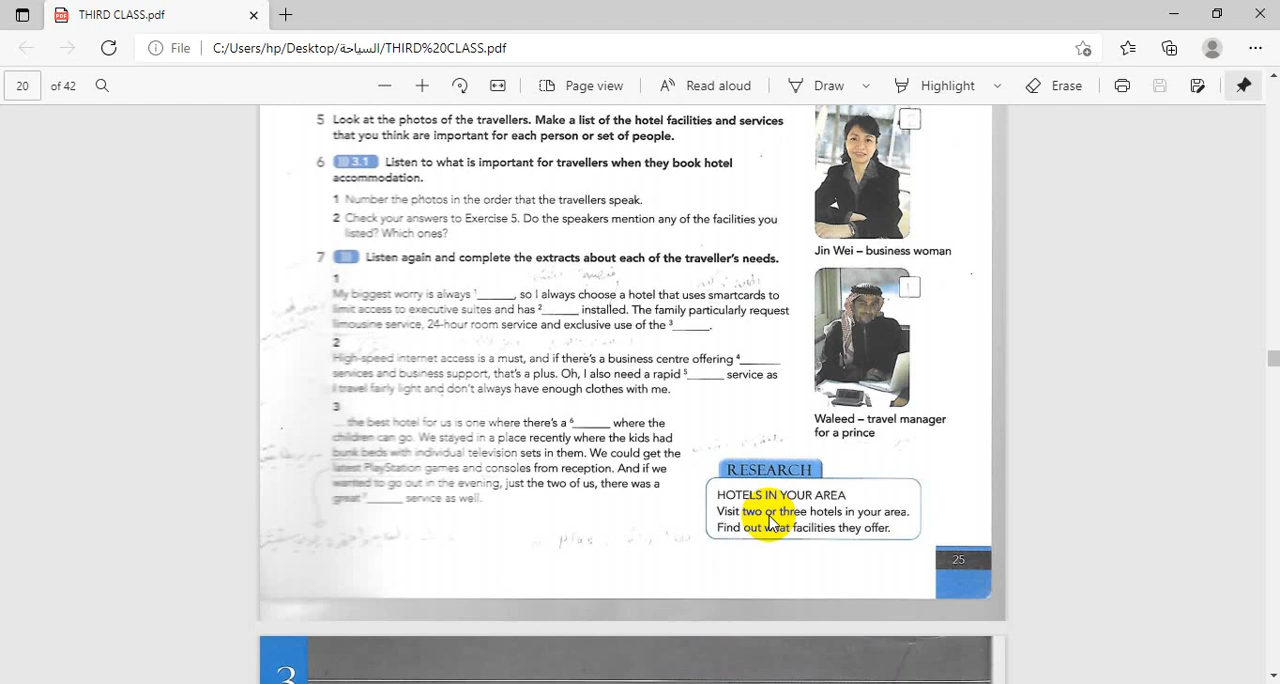 THIRD CLASS.pdf
File
C:/Users/hp/Desktop/السياحة/THIRD%20CLASS.pdf
20 of 42
Page view
Read aloud
Draw
Highlight
Erase
5 Look at the photos of the travellers. Make a list of the hotel facilities and services
that you think are important for each person or set of people.
6 3.1 Listen to what is important for travellers when they book hotel
accommodation.
1 Number the photos in the order that the travellers speak.
2 Check your answers to Exercise 5. Do the speakers mention any of the facilities you
listed? Which ones?
7 Listen again and complete the extracts about each of the traveller's needs.
1
My biggest worry is always 1______, so I always choose a hotel that uses smartcards to
limit access to executive suites and has 2______ installed. The family particularly request
limousine service, 24-hour room service and exclusive use of the 3______.
2
High-speed internet access is a must, and if there's a business centre offering 4______
services and business support, that's a plus. Oh, I also need a rapid 5______ service as
I travel fairly light and don't always have enough clothes with me.
3
... the best hotel for us is one where there's a 6______ where the
children can go. We stayed in a place recently where the kids had
bunk beds with individual television sets in them. We could get the
latest PlayStation games and consoles from reception. And if we
wanted to go out in the evening, just the two of us, there was a
great 7______ service as well.
plus
Jin Wei – business woman
Waleed – travel manager
for a prince
RESEARCH
HOTELS IN YOUR AREA
Visit two or three hotels in your area.
Find out what facilities they offer.
25
3